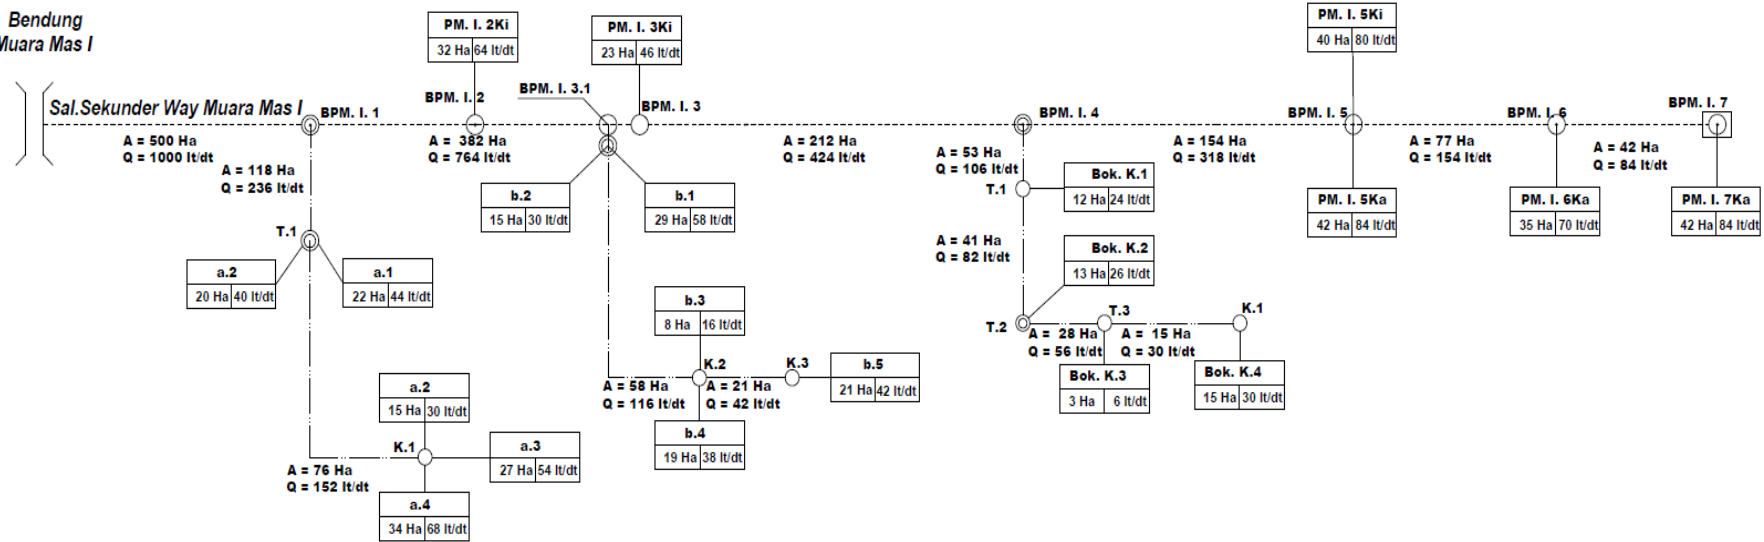 Bendung
Muara Mas I
Sal.Sekunder Way Muara Mas I
A = 500 Ha
Q = 1000 lt/dt
BPM. I. 1
A = 118 Ha
Q = 236 lt/dt
T.1
a.2
20 Ha 40 lt/dt
a.1
22 Ha 44 lt/dt
A = 76 Ha
Q = 152 lt/dt
K.1
a.2
15 Ha 30 lt/dt
a.3
27 Ha 54 lt/dt
a.4
34 Ha 68 lt/dt
PM. I. 2Ki
32 Ha 64 lt/dt
BPM. I. 2
A = 382 Ha
Q = 764 lt/dt
BPM. I. 3.1
b.2
15 Ha 30 lt/dt
b.1
29 Ha 58 lt/dt
A = 58 Ha
Q = 116 lt/dt
b.3
8 Ha 16 lt/dt
K.2
b.4
19 Ha 38 lt/dt
A = 21 Ha
Q = 42 lt/dt
K.3
b.5
21 Ha 42 lt/dt
PM. I. 3Ki
23 Ha 46 lt/dt
BPM. I. 3
A = 212 Ha
Q = 424 lt/dt
BPM. I. 4
A = 53 Ha
Q = 106 lt/dt
T.1
Bok. K.1
12 Ha 24 lt/dt
A = 41 Ha
Q = 82 lt/dt
Bok. K.2
13 Ha 26 lt/dt
T.2
A = 28 Ha
Q = 56 lt/dt
T.3
Bok. K.3
3 Ha 6 lt/dt
A = 15 Ha
Q = 30 lt/dt
K.1
Bok. K.4
15 Ha 30 lt/dt
A = 154 Ha
Q = 318 lt/dt
PM. I. 5Ki
40 Ha 80 lt/dt
BPM. I. 5
PM. I. 5Ka
42 Ha 84 lt/dt
A = 77 Ha
Q = 154 lt/dt
BPM. I. 6
PM. I. 6Ka
35 Ha 70 lt/dt
A = 42 Ha
Q = 84 lt/dt
BPM. I. 7
PM. I. 7Ka
42 Ha 84 lt/dt